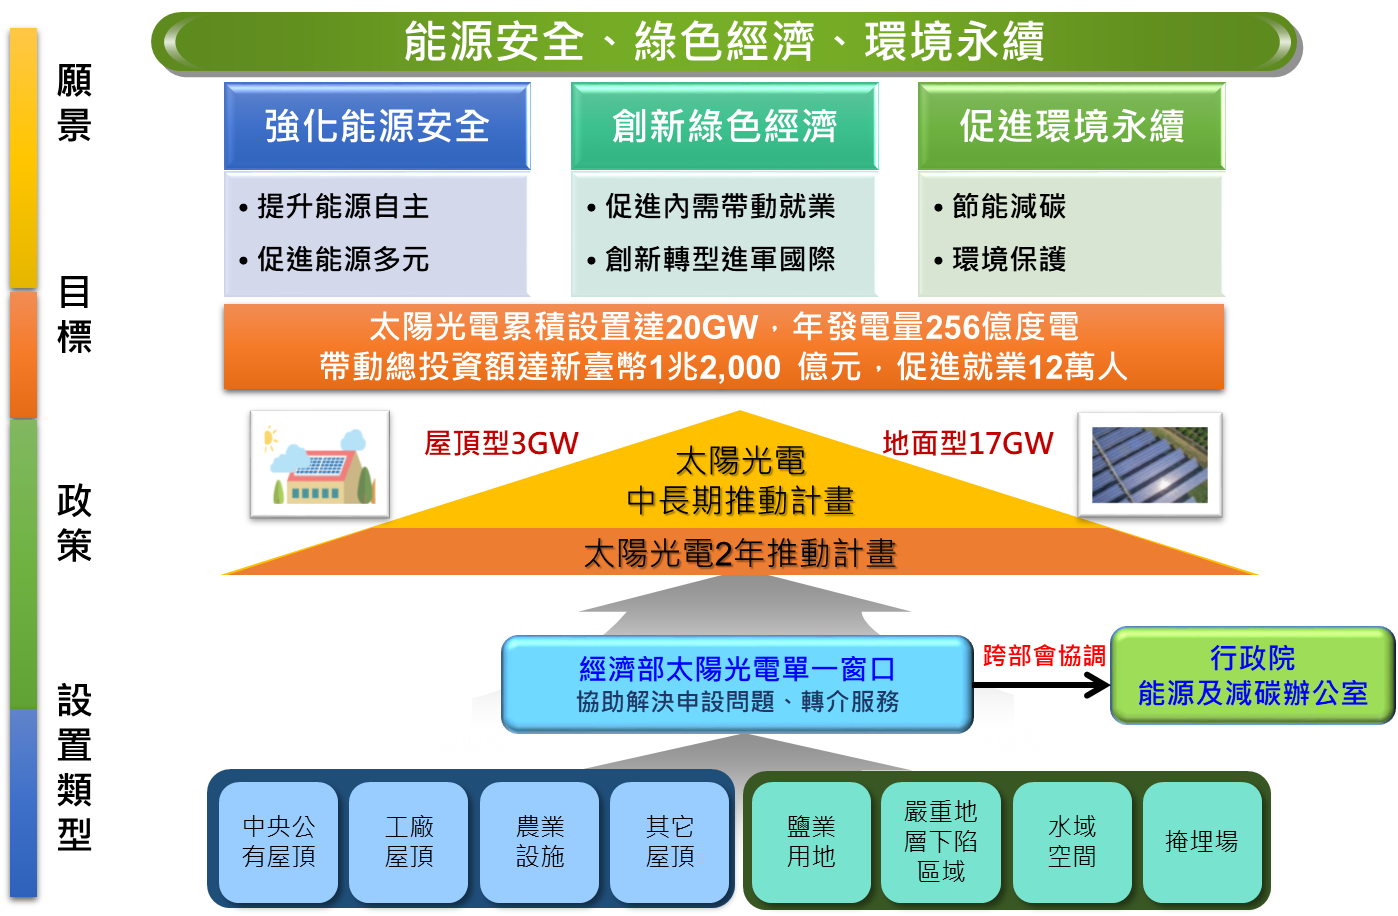 能源安全、綠色經濟、環境永續
願景
強化能源安全
• 提升能源自主
• 促進能源多元
創新綠色經濟
• 促進內需帶動就業
• 創新轉型進軍國際
促進環境永續
• 節能減碳
• 環境保護
目標
太陽光電累積設置達20GW，年發電量256億度電
帶動總投資額達新臺幣1兆2,000 億元，促進就業12萬人
政策
屋頂型3GW
地面型17GW
太陽光電
中長期推動計畫
太陽光電2年推動計畫
經濟部太陽光電單一窗口
協助解決申設問題、轉介服務
跨部會協調
行政院
能源及減碳辦公室
設置類型
中央公
有屋頂
工廠
屋頂
農業
設施
其它
屋頂
鹽業
用地
嚴重地
層下陷
區域
水域
空間
掩埋場